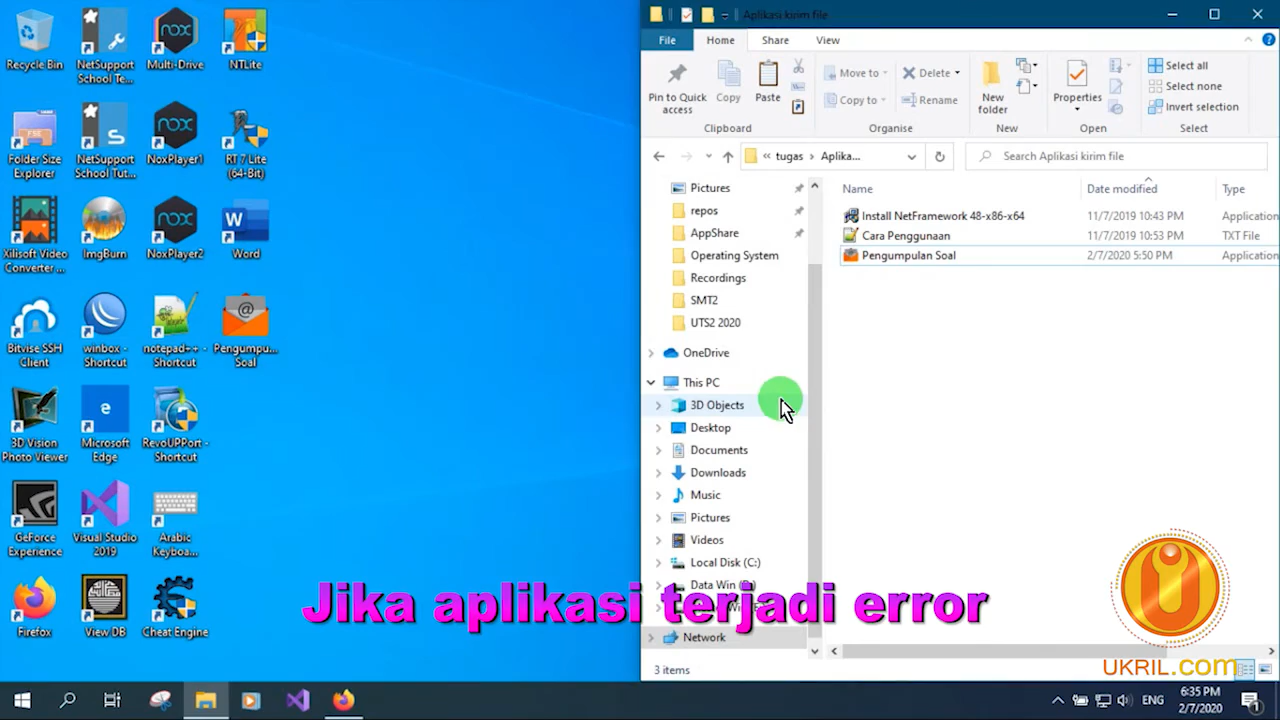 Recycle Bin
NetSupport
School Te...
Multi-Drive
NTLite
Folder Size
Explorer
NetSupport
School Tut...
NoxPlayer1
RT 7 Lite
(64-Bit)
Xilisoft Video
Converter ...
ImgBurn
NoxPlayer2
Word
Bitvise SSH
Client
winbox -
Shortcut
notepad++ -
Shortcut
Pengumpu...
Soal
3D Vision
Photo Viewer
Microsoft
Edge
RevoUPPort -
Shortcut
GeForce
Experience
Visual Studio
2019
Arabic
Keyboa...
Firefox
View DB
Cheat Engine
Aplikasi kirim file
File Home Share View
Pin to Quick
access
Copy
Paste
Move to
Copy to
Delete
Rename
New
folder
Properties
Select all
Select none
Invert selection
Clipboard Organise New Open Select
« tugas › Aplika...
Search Aplikasi kirim file
Pictures
repos
AppShare
Operating System
Recordings
SMT2
UTS2 2020
OneDrive
This PC
3D Objects
Desktop
Documents
Downloads
Music
Pictures
Videos
Local Disk (C:)
Data Win
Network
Name Date modified Type
Install NetFramework 48-x86-x64 11/7/2019 10:43 PM Application
Cara Penggunaan 11/7/2019 10:53 PM TXT File
Pengumpulan Soal 2/7/2020 5:50 PM Application
3 items
Jika aplikasi terjadi error
UKRIL.com
ENG
6:35 PM
2/7/2020
1